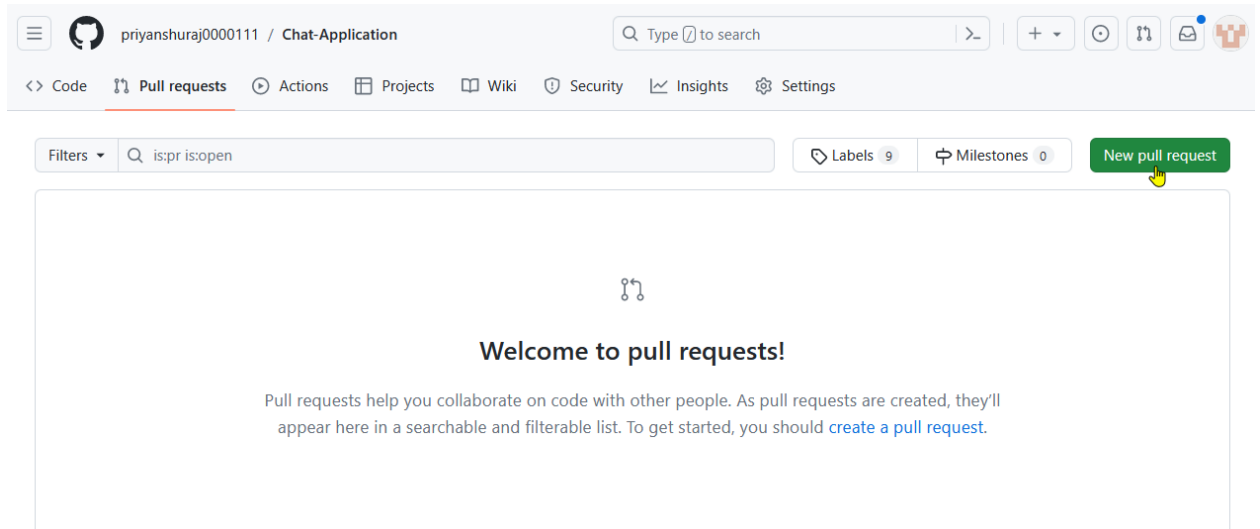 priyanshuraj0000111 / Chat-Application
Type / to search
<> Code Pull requests Actions Projects Wiki Security Insights Settings
Filters is:pr is:open Labels 9 Milestones 0 New pull request
Welcome to pull requests!
Pull requests help you collaborate on code with other people. As pull requests are created, they’ll
appear here in a searchable and filterable list. To get started, you should create a pull request.